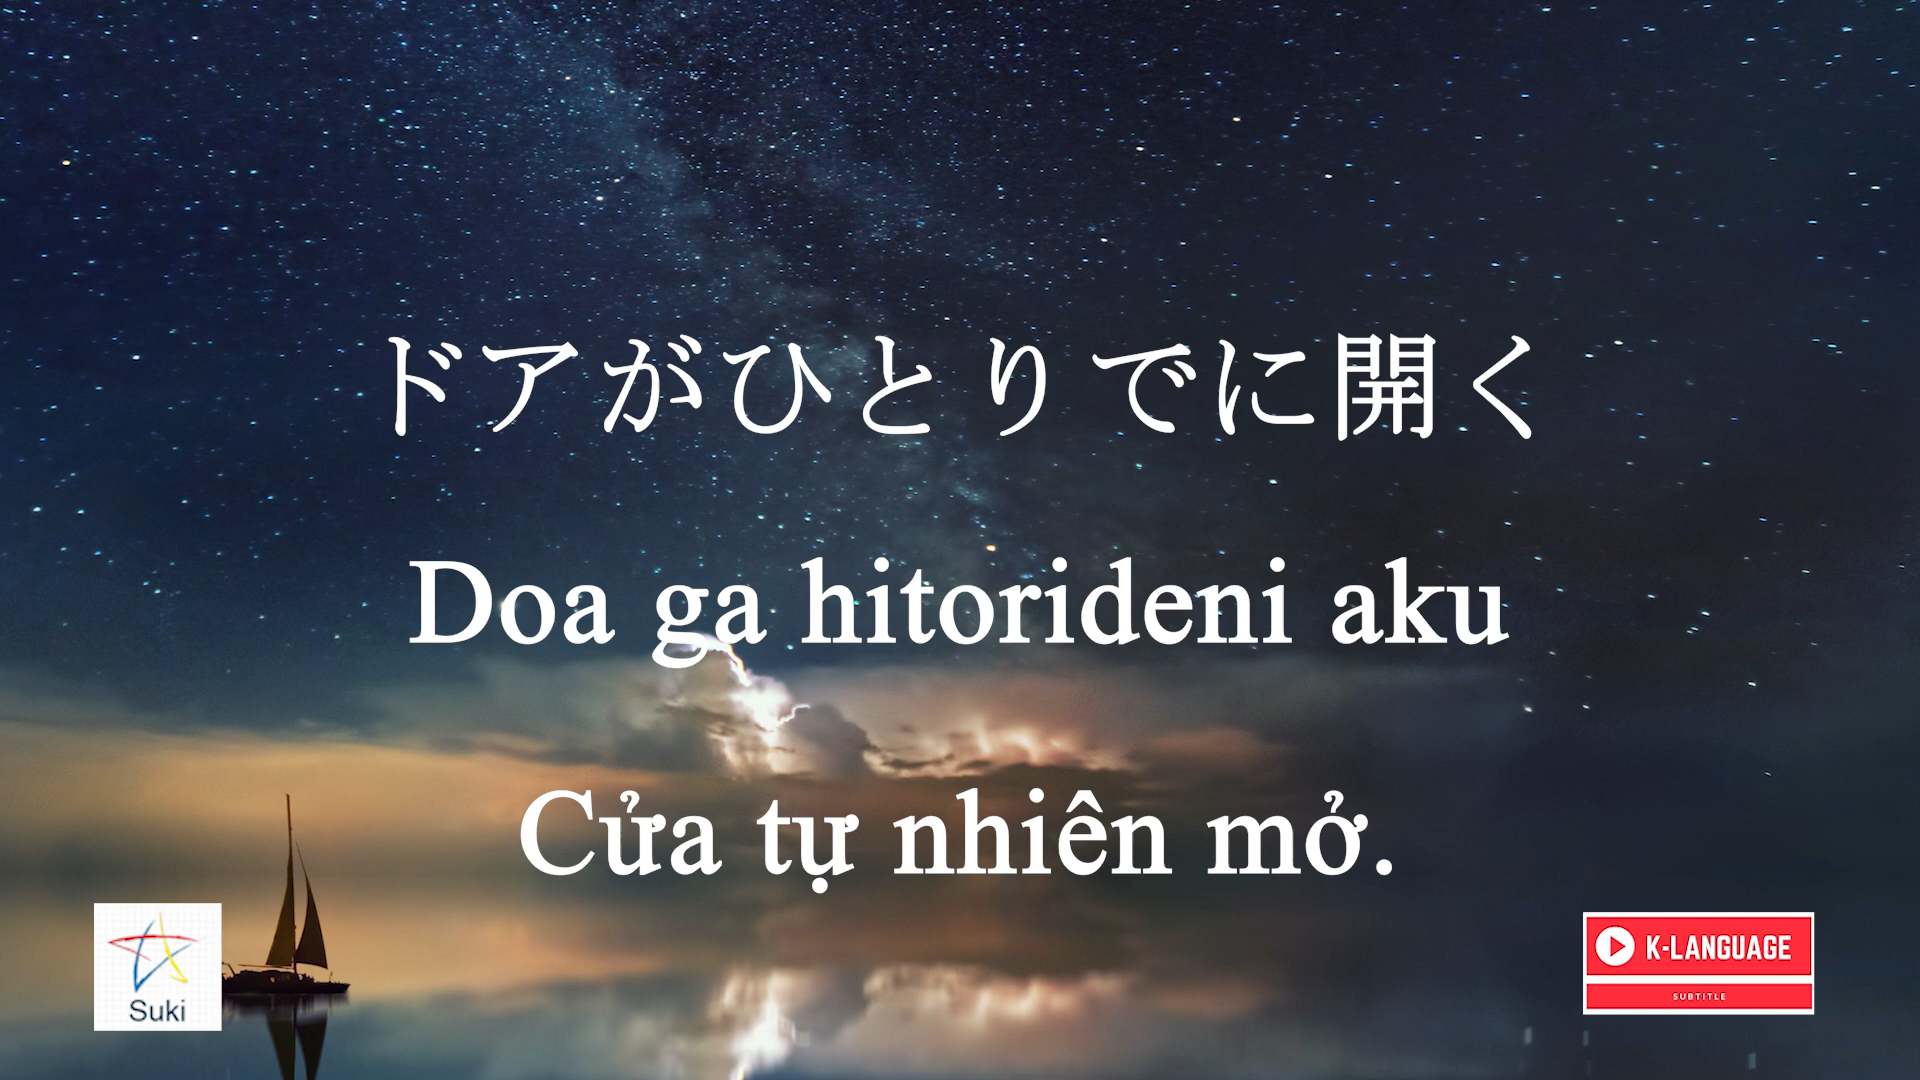 ドアがひとりでに開く
Doa ga hitorideni aku
Cửa tự nhiên mở.
Suki
K-LANGUAGE
SUBTITLE